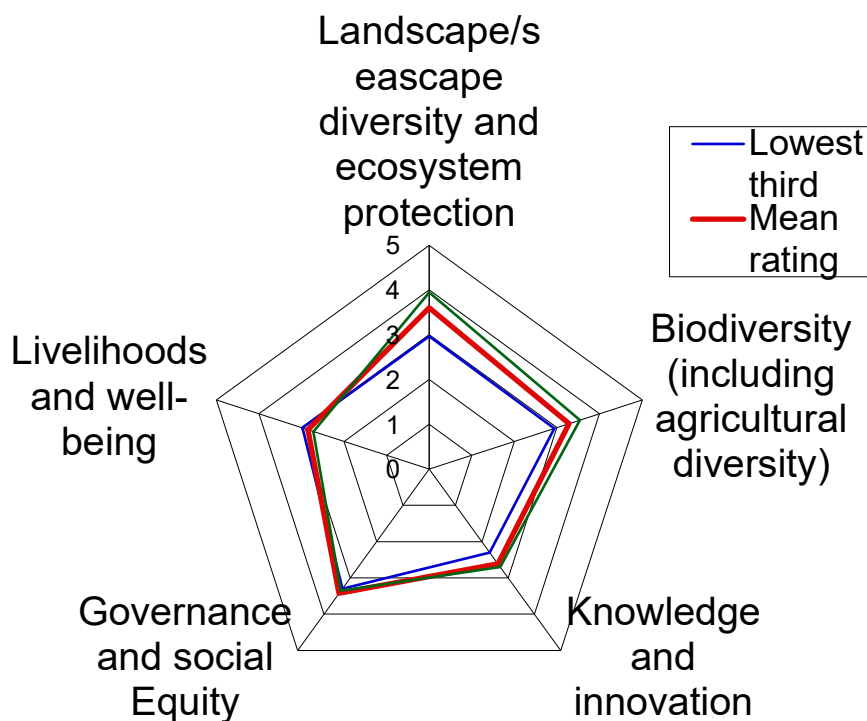 Landscape/s
eascape
diversity and
ecosystem
protection
Lowest
third
Mean
rating
5
4
3
2
1
0
Biodiversity
(including
agricultural
diversity)
Livelihoods
and well-
being
Governance
and social
Equity
Knowledge
and
innovation